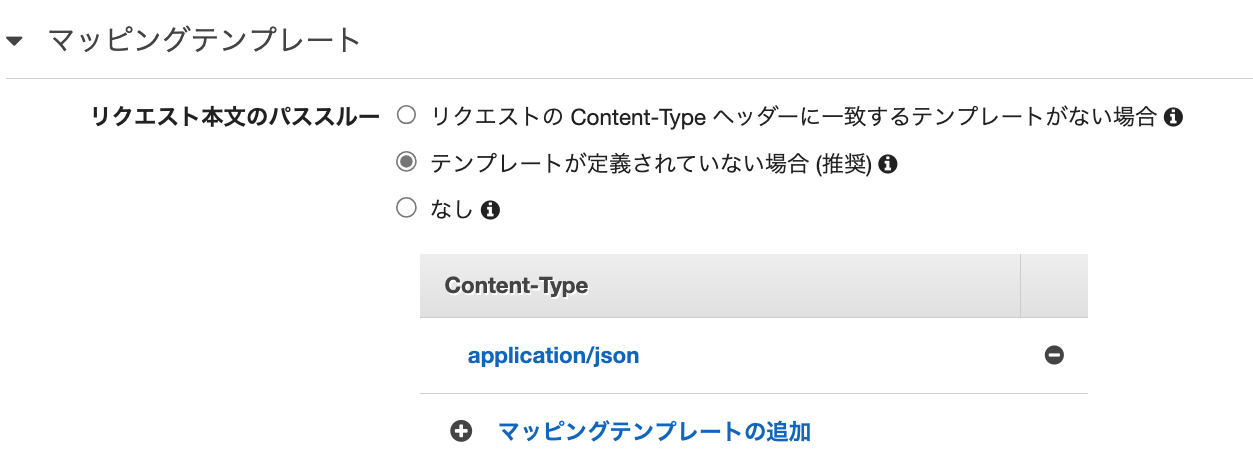 マッピングテンプレート
リクエスト本文のパススルー リクエストの Content-Type ヘッダーに一致するテンプレートがない場合
テンプレートが定義されていない場合 (推奨)
なし
Content-Type
application/json
マッピングテンプレートの追加